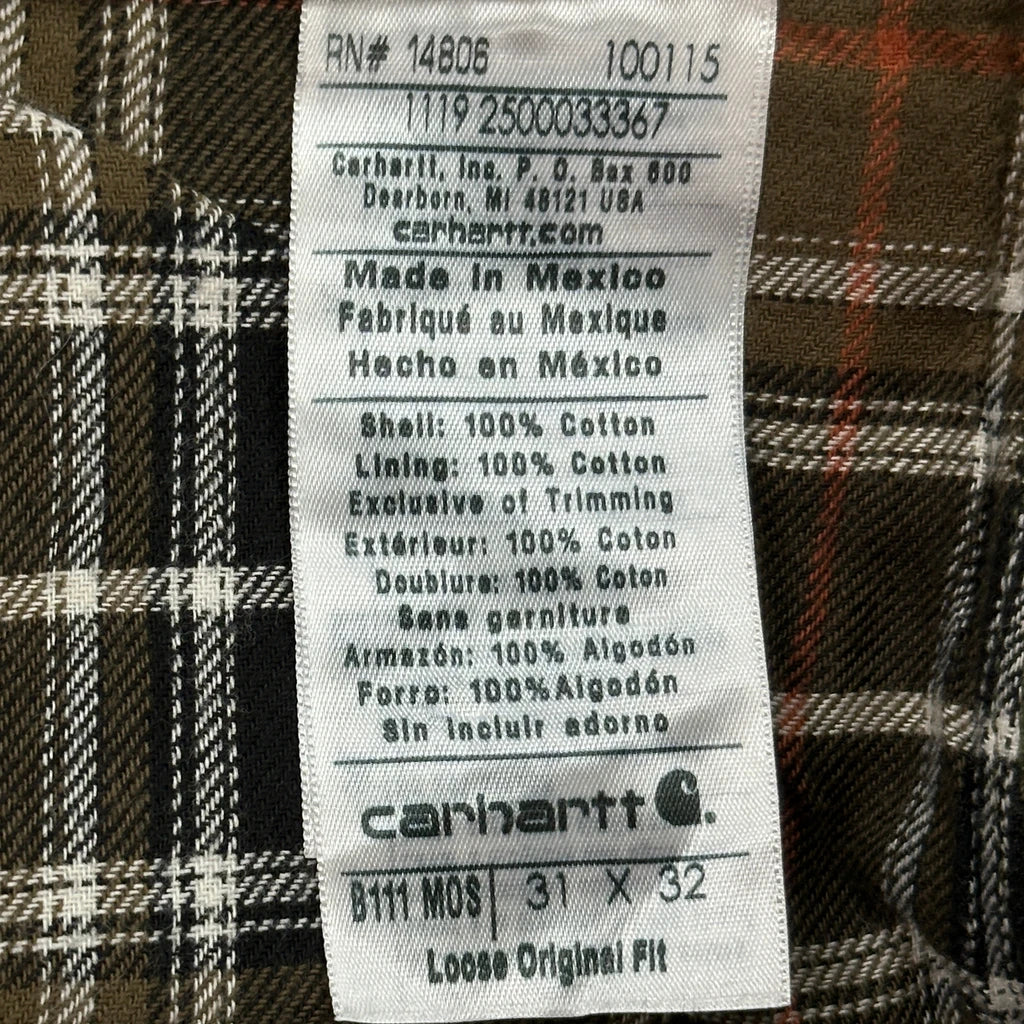 RN# 14806 100115
1119 2500033367
Carhartt, Inc. P. O. Box 600
Dearborn, MI 48121 USA
carhartt.com
Made in Mexico
Fabriqué au Mexique
Hecho en México
Shell: 100% Cotton
Lining: 100% Cotton
Exclusive of Trimming
Extérieur: 100% Coton
Doublure: 100% Coton
Sans garniture
Armazón: 100% Algodón
Forro: 100%Algodón
Sin incluir adorno
carhartt
B111 MOS 31 X 32
Loose Original Fit